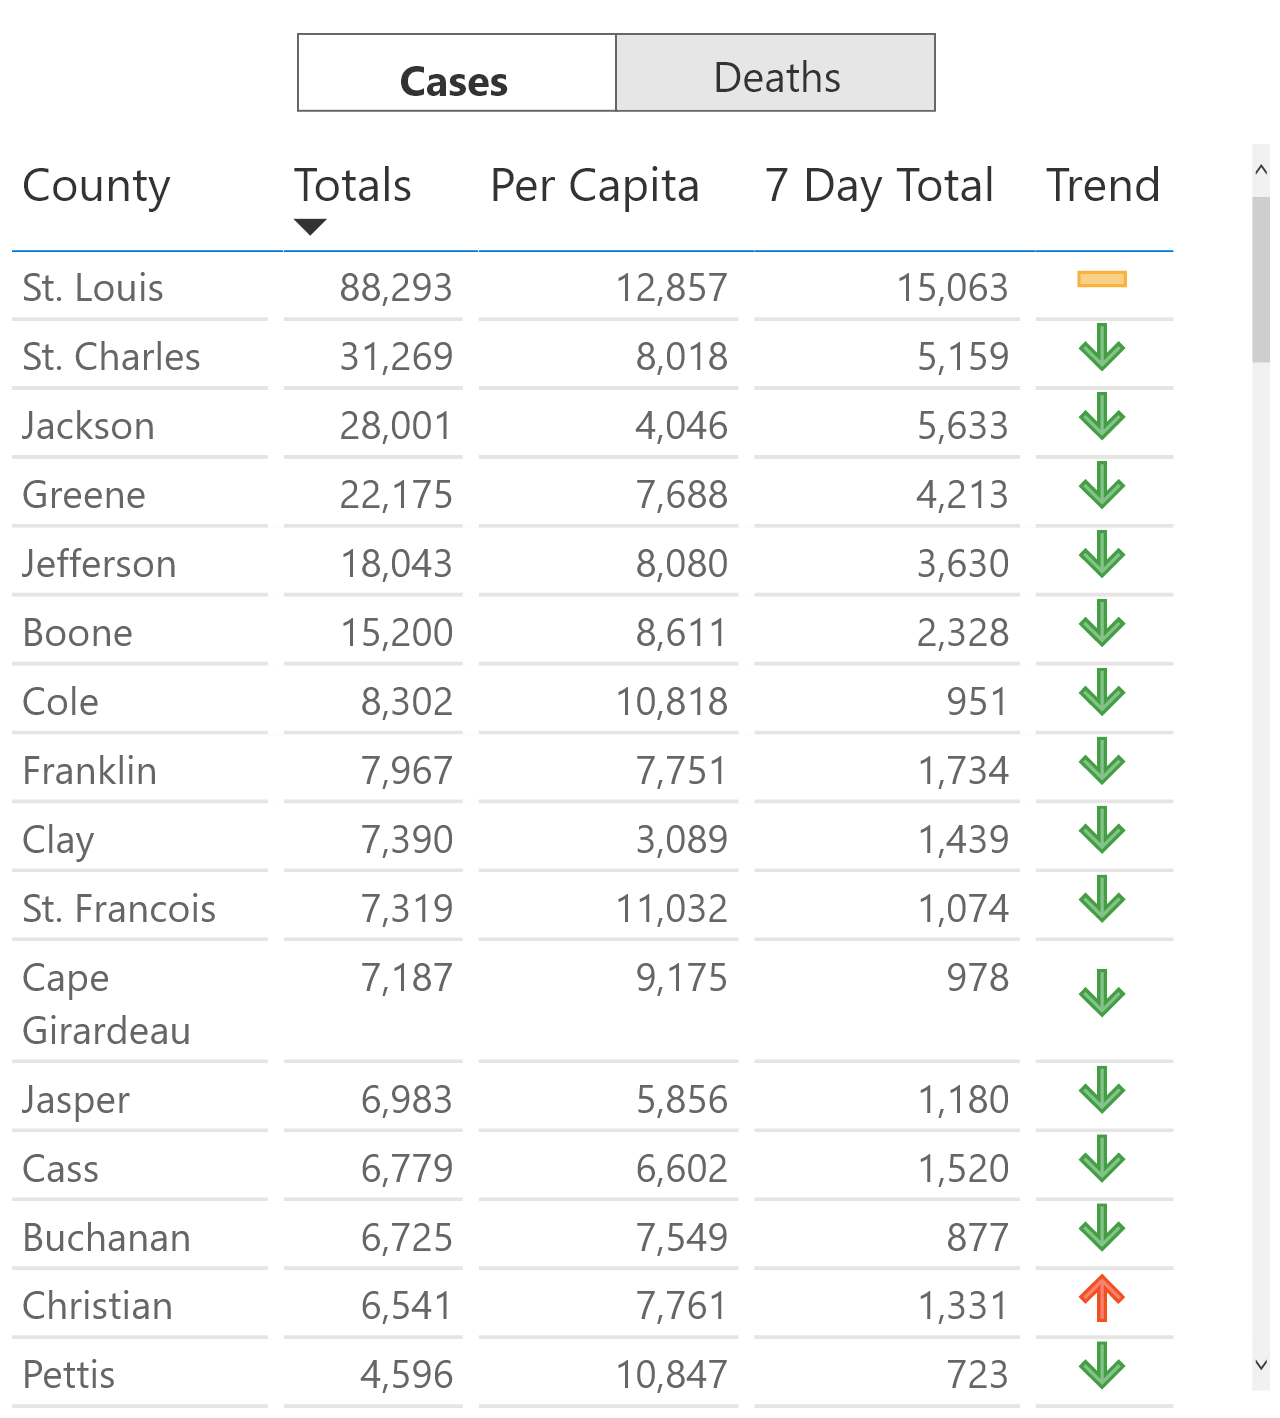 Cases Deaths
County Totals Per Capita 7 Day Total Trend
St. Louis 88,293 12,857 15,063
St. Charles 31,269 8,018 5,159
Jackson 28,001 4,046 5,633
Greene 22,175 7,688 4,213
Jefferson 18,043 8,080 3,630
Boone 15,200 8,611 2,328
Cole 8,302 10,818 951
Franklin 7,967 7,751 1,734
Clay 7,390 3,089 1,439
St. Francois 7,319 11,032 1,074
Cape 7,187 9,175 978
Girardeau
Jasper 6,983 5,856 1,180
Cass 6,779 6,602 1,520
Buchanan 6,725 7,549 877
Christian 6,541 7,761 1,331
Pettis 4,596 10,847 723